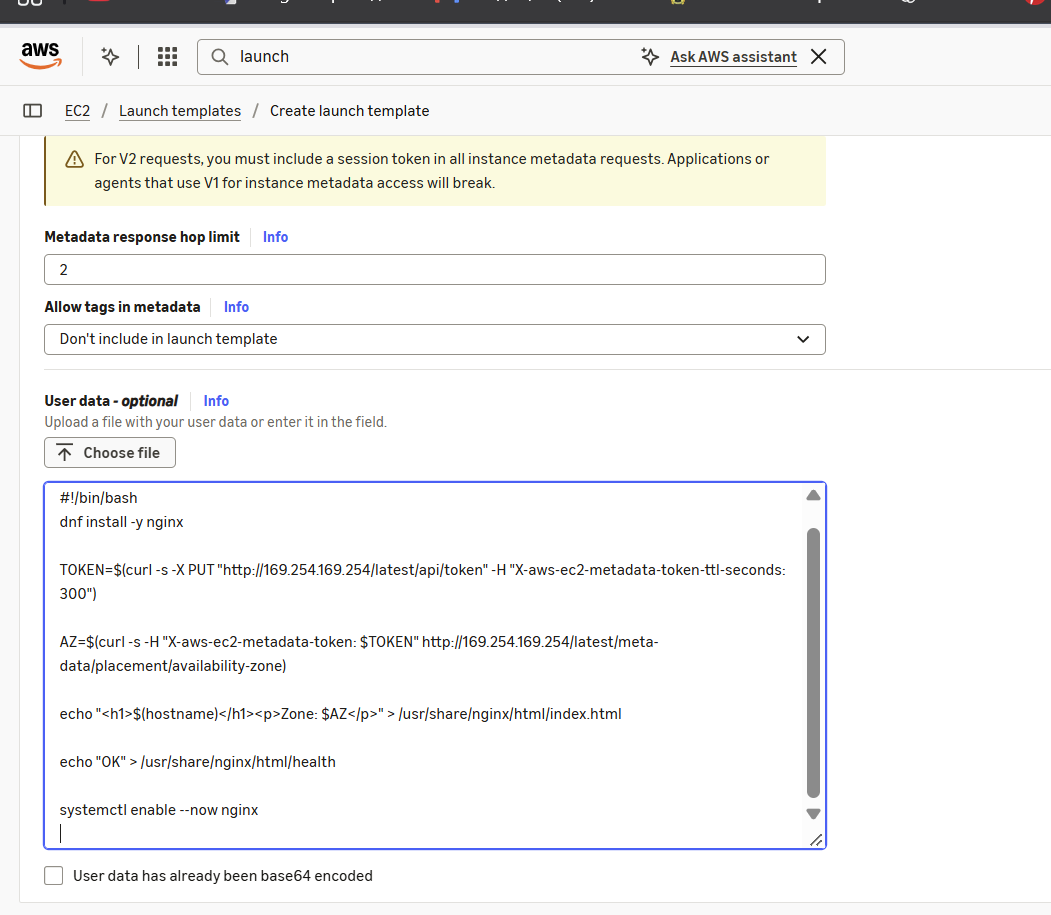 aws
launch
Ask AWS assistant
EC2 / Launch templates / Create launch template
For V2 requests, you must include a session token in all instance metadata requests. Applications or
agents that use V1 for instance metadata access will break.
Metadata response hop limit
Info
2
Allow tags in metadata
Info
Don't include in launch template
User data - optional
Info
Upload a file with your user data or enter it in the field.
Choose file
#!/bin/bash
dnf install -y nginx
TOKEN=$(curl -s -X PUT "http://169.254.169.254/latest/api/token" -H "X-aws-ec2-metadata-token-ttl-seconds:
300")
AZ=$(curl -s -H "X-aws-ec2-metadata-token: $TOKEN" http://169.254.169.254/latest/meta-
data/placement/availability-zone)
echo "<h1>$(hostname)</h1><p>Zone: $AZ</p>" > /usr/share/nginx/html/index.html
echo "OK" > /usr/share/nginx/html/health
systemctl enable --now nginx
User data has already been base64 encoded